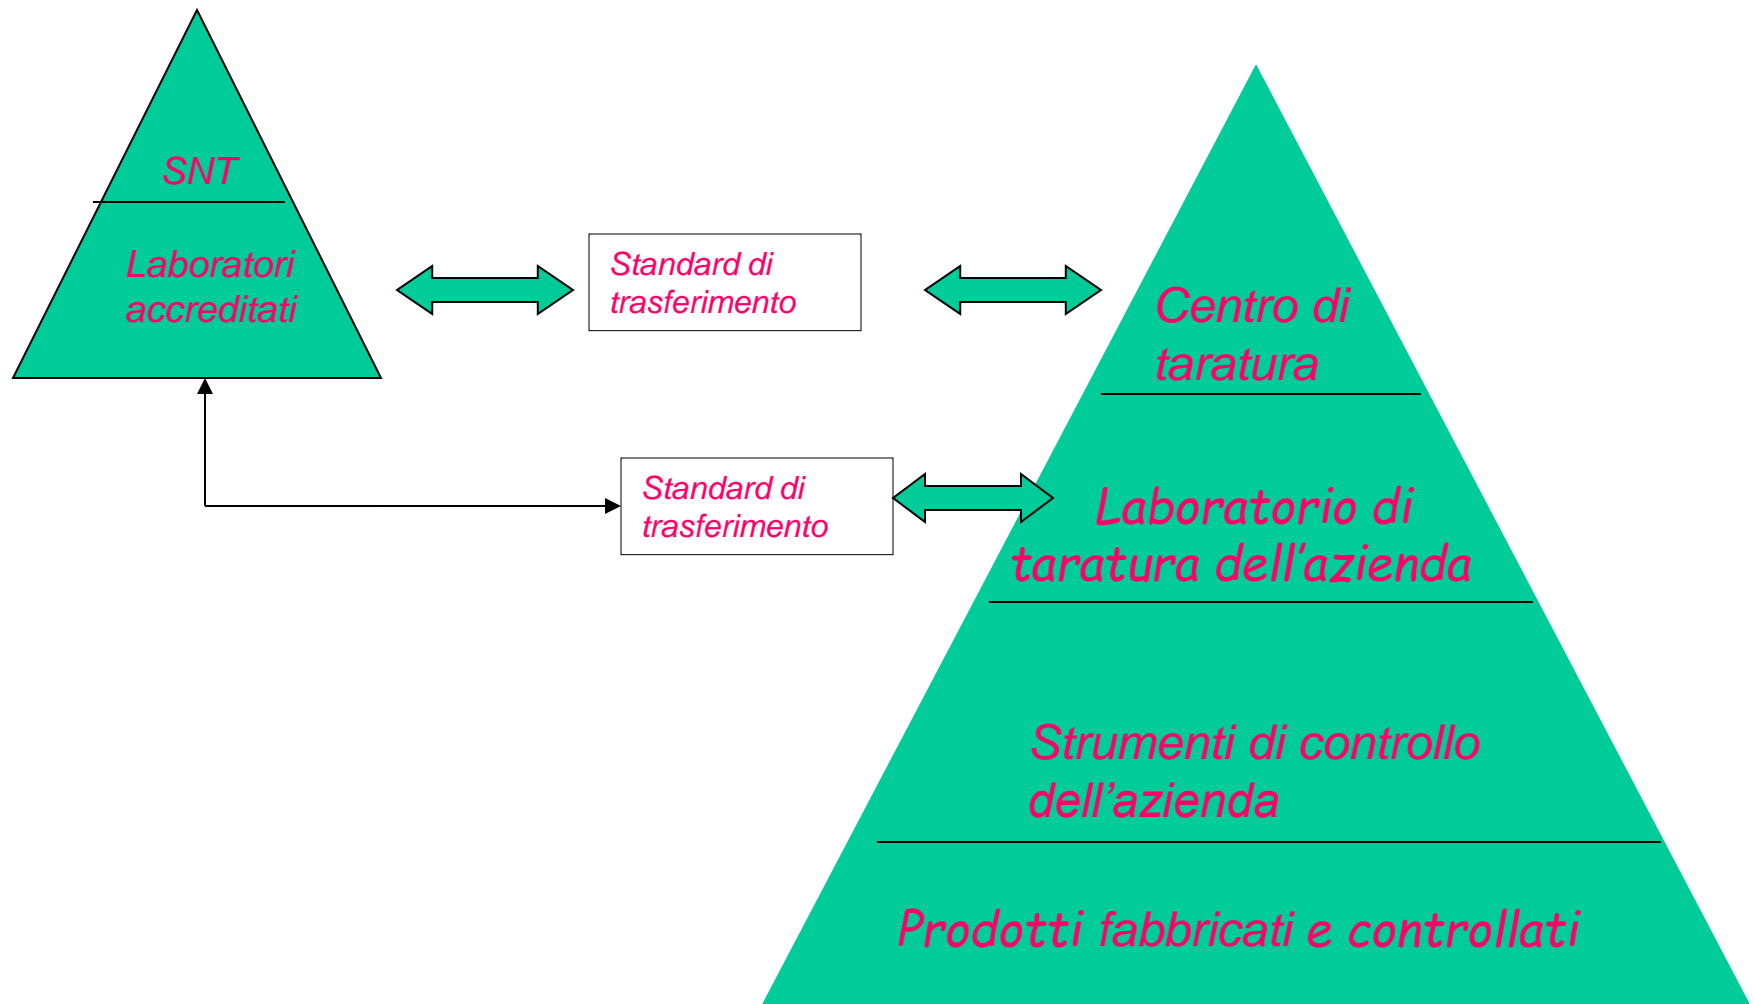 SNT
Laboratori
accreditati
Standard di
trasferimento
Centro di
taratura
Standard di
trasferimento
Laboratorio di
taratura dell’azienda
Strumenti di controllo
dell’azienda
Prodotti fabbricati e controllati